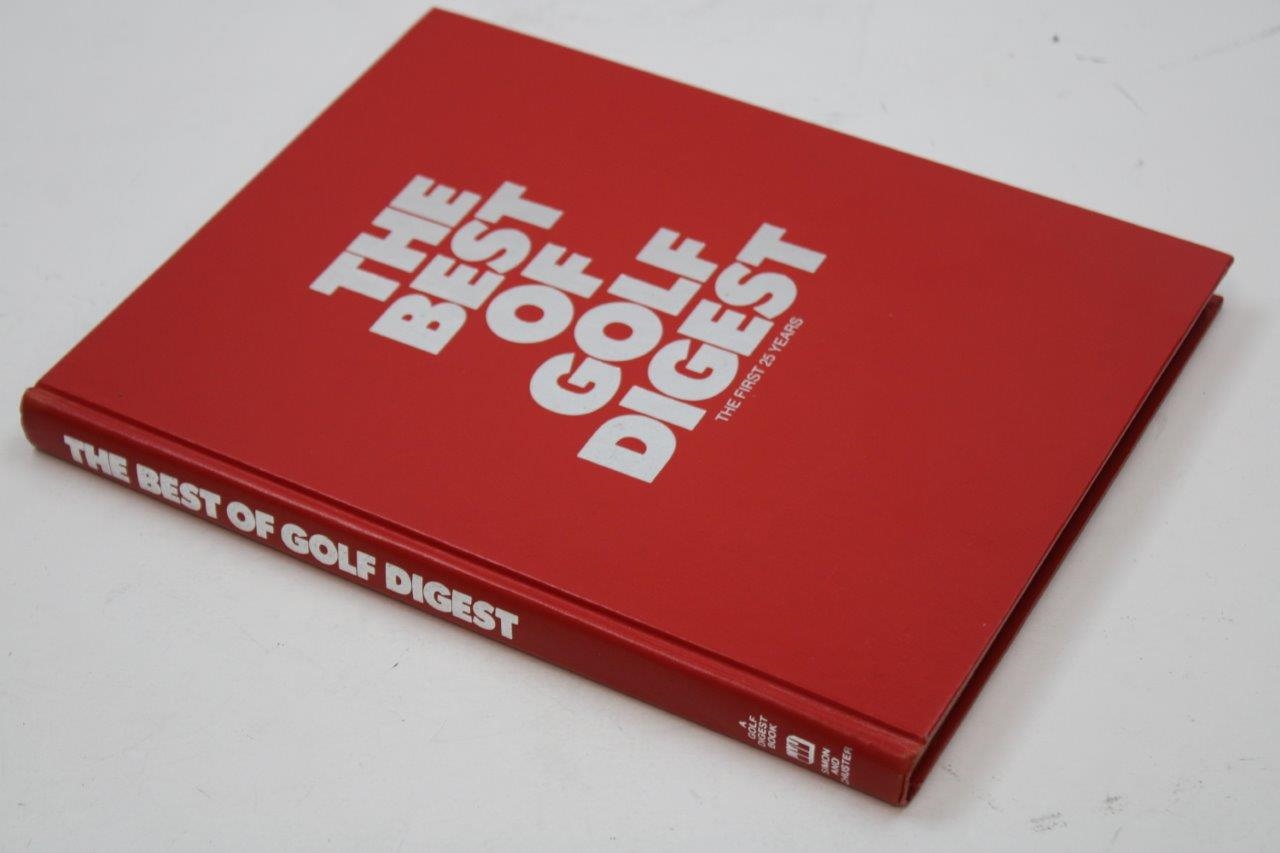 THE
BEST
OF
GOLF
DIGEST
THE FIRST 25 YEARS
THE BEST OF GOLF DIGEST
A
GOLF
DIGEST
BOOK
SIMON
AND
SCHUSTER